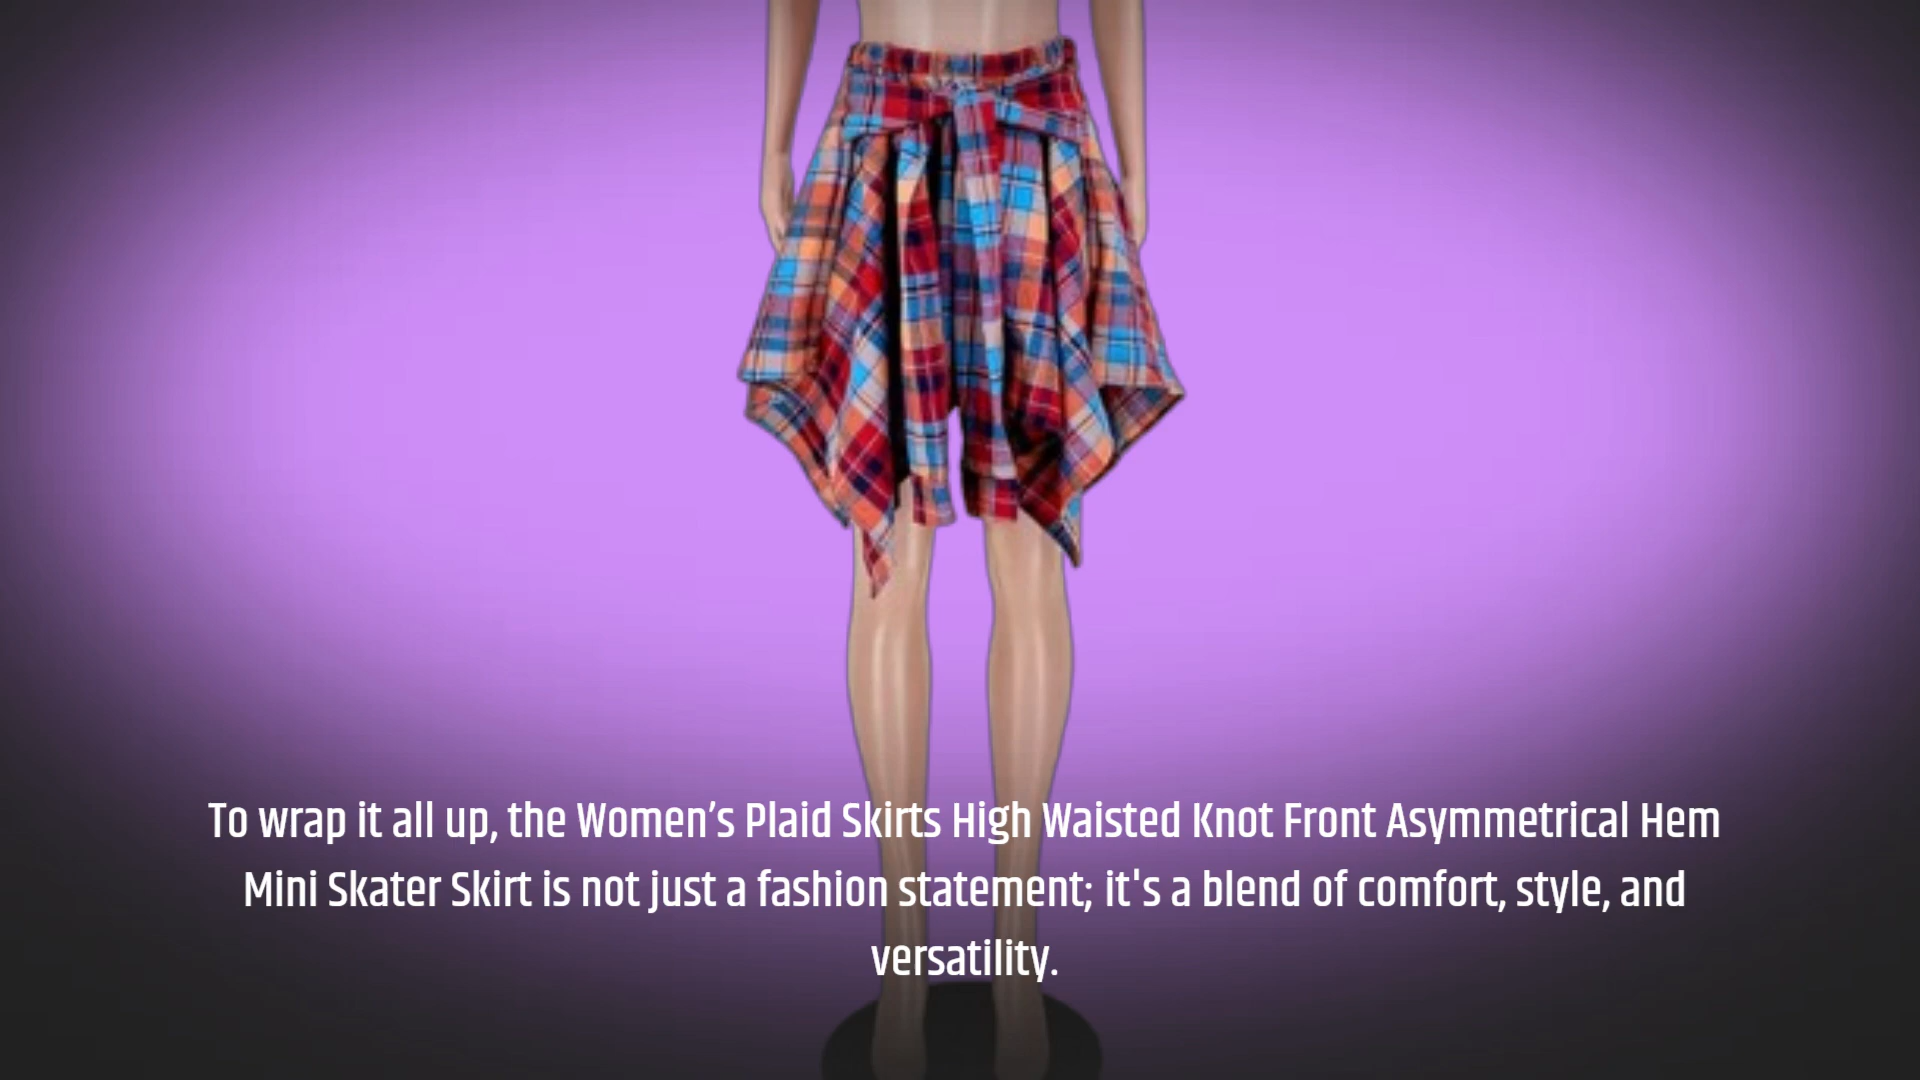 To wrap it all up, the Women’s Plaid Skirts High Waisted Knot Front Asymmetrical Hem
Mini Skater Skirt is not just a fashion statement; it's a blend of comfort, style, and
versatility.